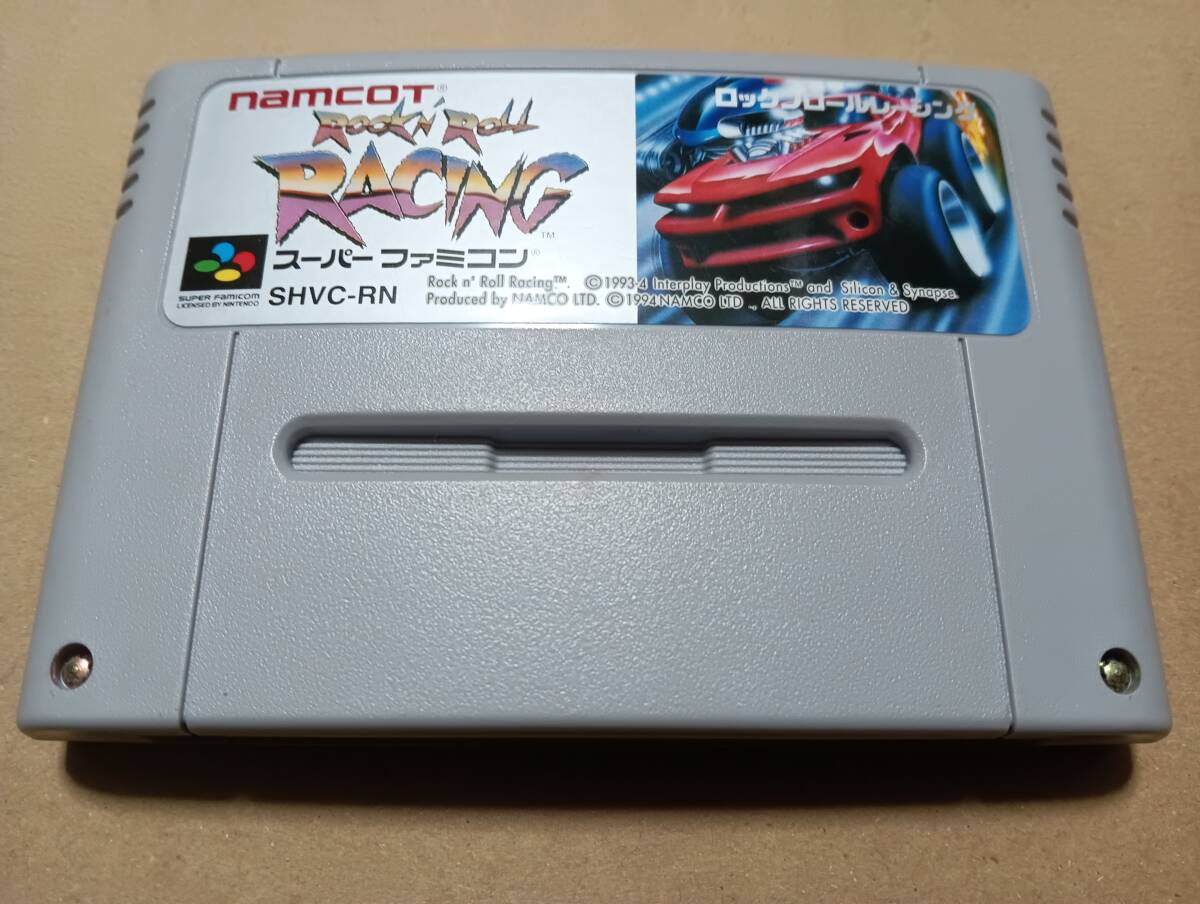 namcot®
ROCK N' ROLL
RACING™
ロックンロールレーシング
スーパーファミコン®
SUPER FAMICOM
LICENSED BY NINTENDO
SHVC-RN
Rock n' Roll Racing™. ©1993-4 Interplay Productions™ and Silicon & Synapse.
Produced by NAMCO LTD. ©1994 NAMCO LTD., ALL RIGHTS RESERVED